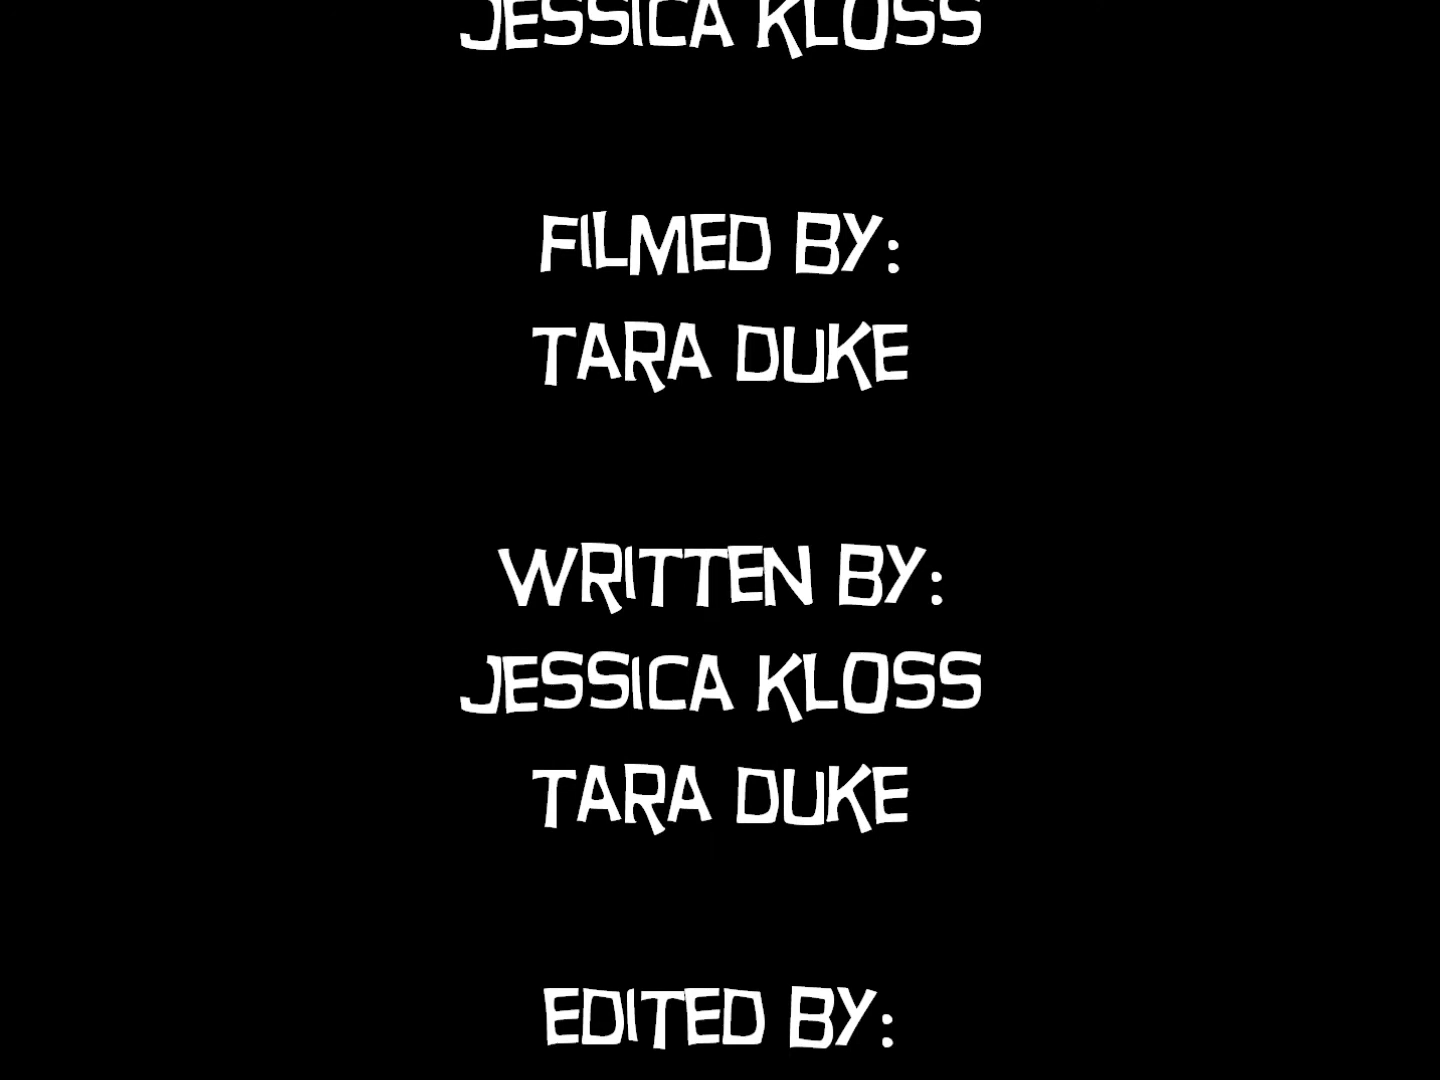 JESSICA KLOSS
FILMED BY:
TARA DUKE
WRITTEN BY:
JESSICA KLOSS
TARA DUKE
EDITED BY: